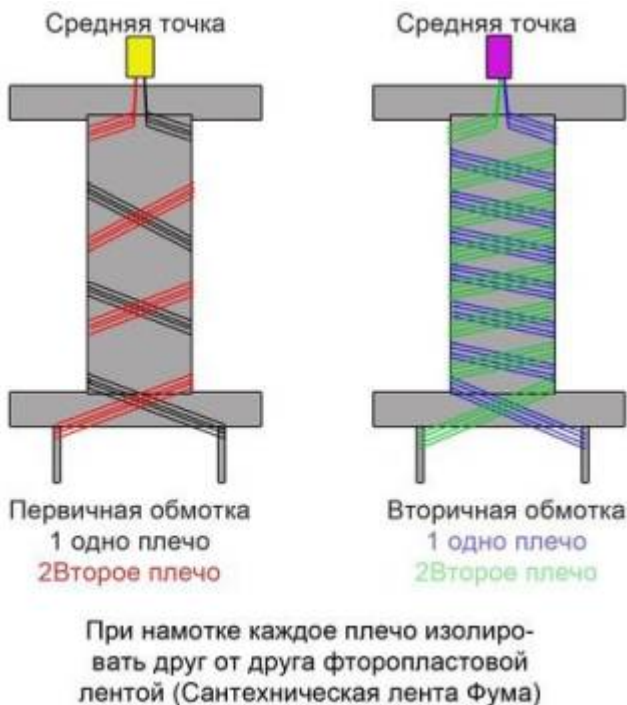 Средняя точка
Средняя точка
Первичная обмотка
1 одно плечо
2Второе плечо
Вторичная обмотка
1 одно плечо
2Второе плечо
При намотке каждое плечо изолиро-
вать друг от друга фторопластовой
лентой (Сантехническая лента Фума)